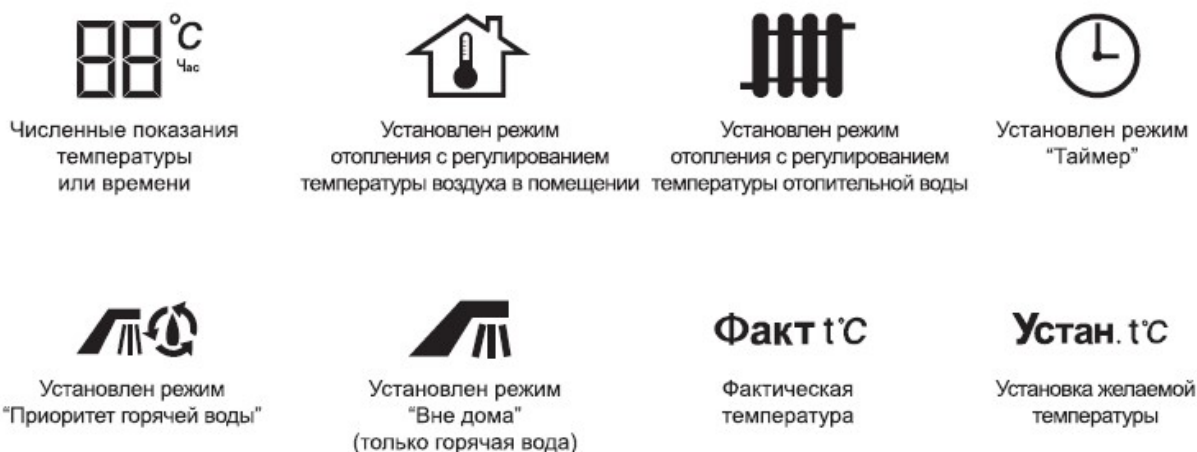 88 °C
Час
Численные показания
температуры
или времени
Установлен режим
отопления с регулированием
температуры воздуха в помещении
Установлен режим
отопления с регулированием
температуры отопительной воды
Установлен режим
“Таймер”
Установлен режим
“Приоритет горячей воды”
Установлен режим
“Вне дома”
(только горячая вода)
Факт t°C
Фактическая
температура
Устан. t°C
Установка желаемой
температуры